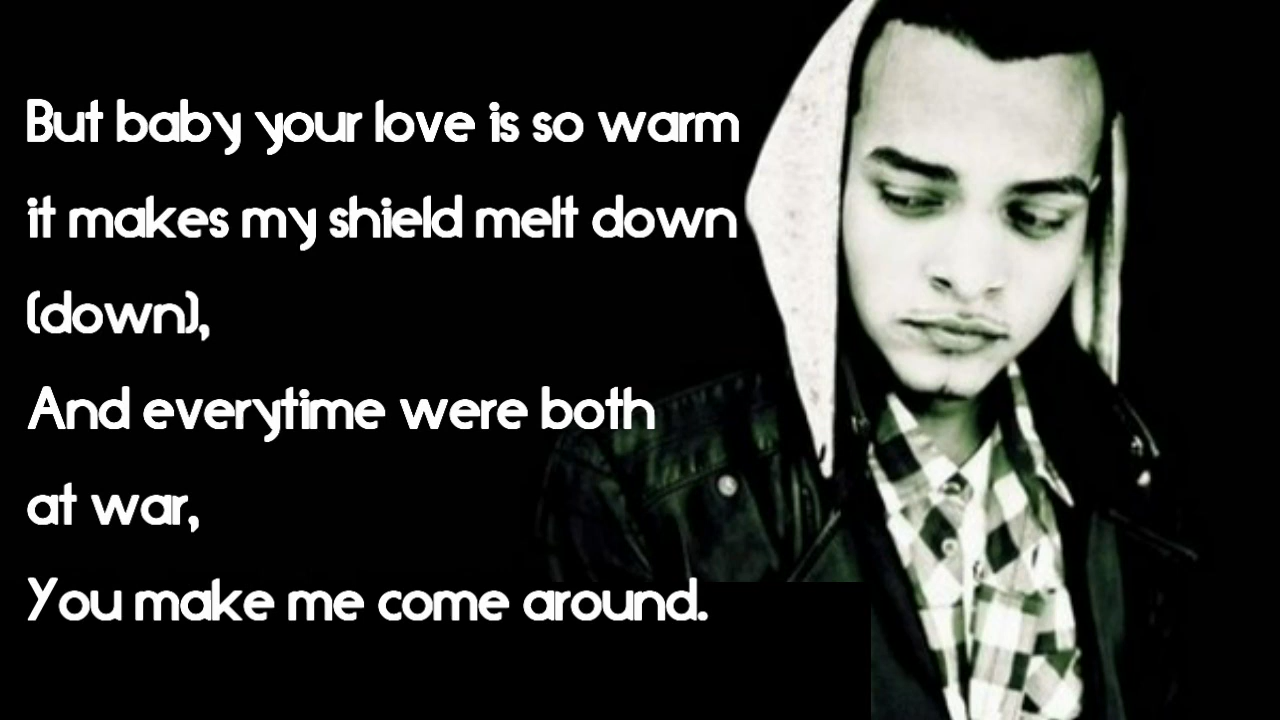 But baby your love is so warm
it makes my shield melt down
(down),
And everytime were both
at war,
You make me come around.